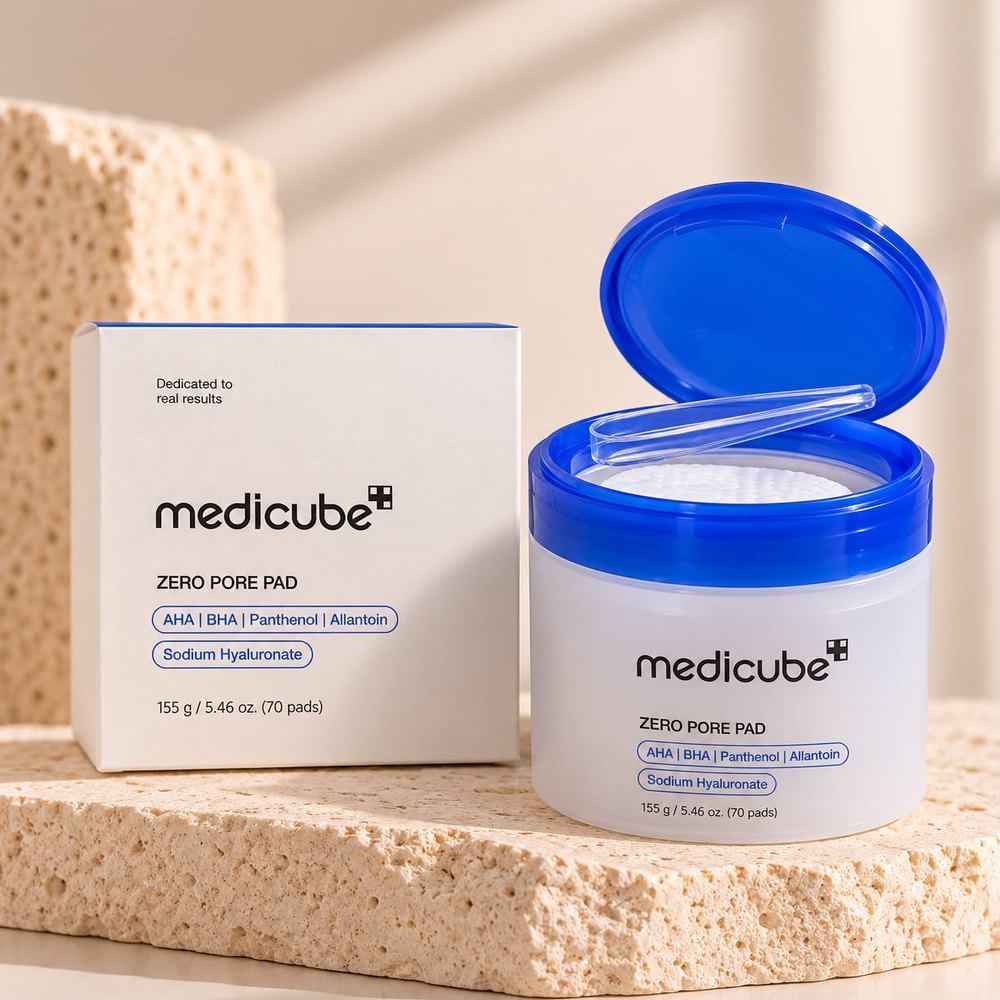 Dedicated to
real results
medicube
ZERO PORE PAD
AHA | BHA | Panthenol | Allantoin
Sodium Hyaluronate
155 g / 5.46 oz. (70 pads)
medicube
ZERO PORE PAD
AHA | BHA | Panthenol | Allantoin
Sodium Hyaluronate
155 g / 5.46 oz. (70 pads)